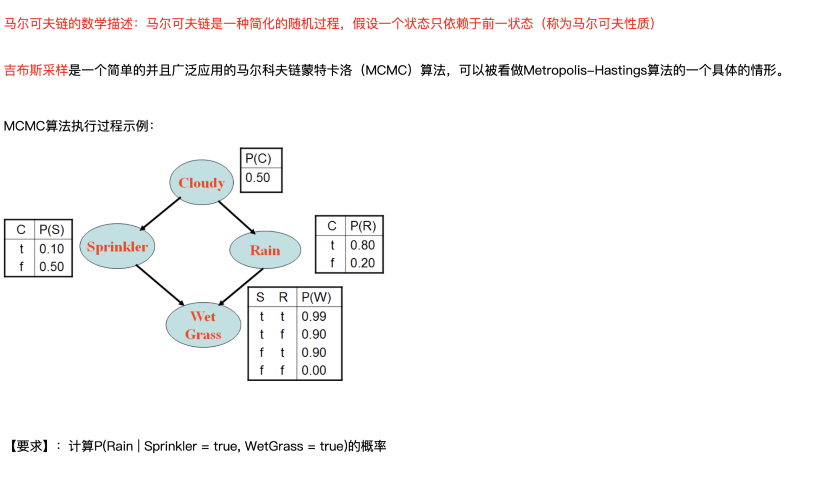 马尔可夫链的数学描述：马尔可夫链是一种简化的随机过程，假设一个状态只依赖于前一状态（称为马尔可夫性质）
吉布斯采样是一个简单的并且广泛应用的马尔科夫链蒙特卡洛（MCMC）算法，可以被看做Metropolis-Hastings算法的一个具体的情形。
MCMC算法执行过程示例：
P(C)
0.50
Cloudy
C P(S)
t 0.10
f 0.50
Sprinkler
Rain
C P(R)
t 0.80
f 0.20
Wet
Grass
S R P(W)
t t 0.99
t f 0.90
f t 0.90
f f 0.00
【要求】：计算P(Rain | Sprinkler = true, WetGrass = true)的概率